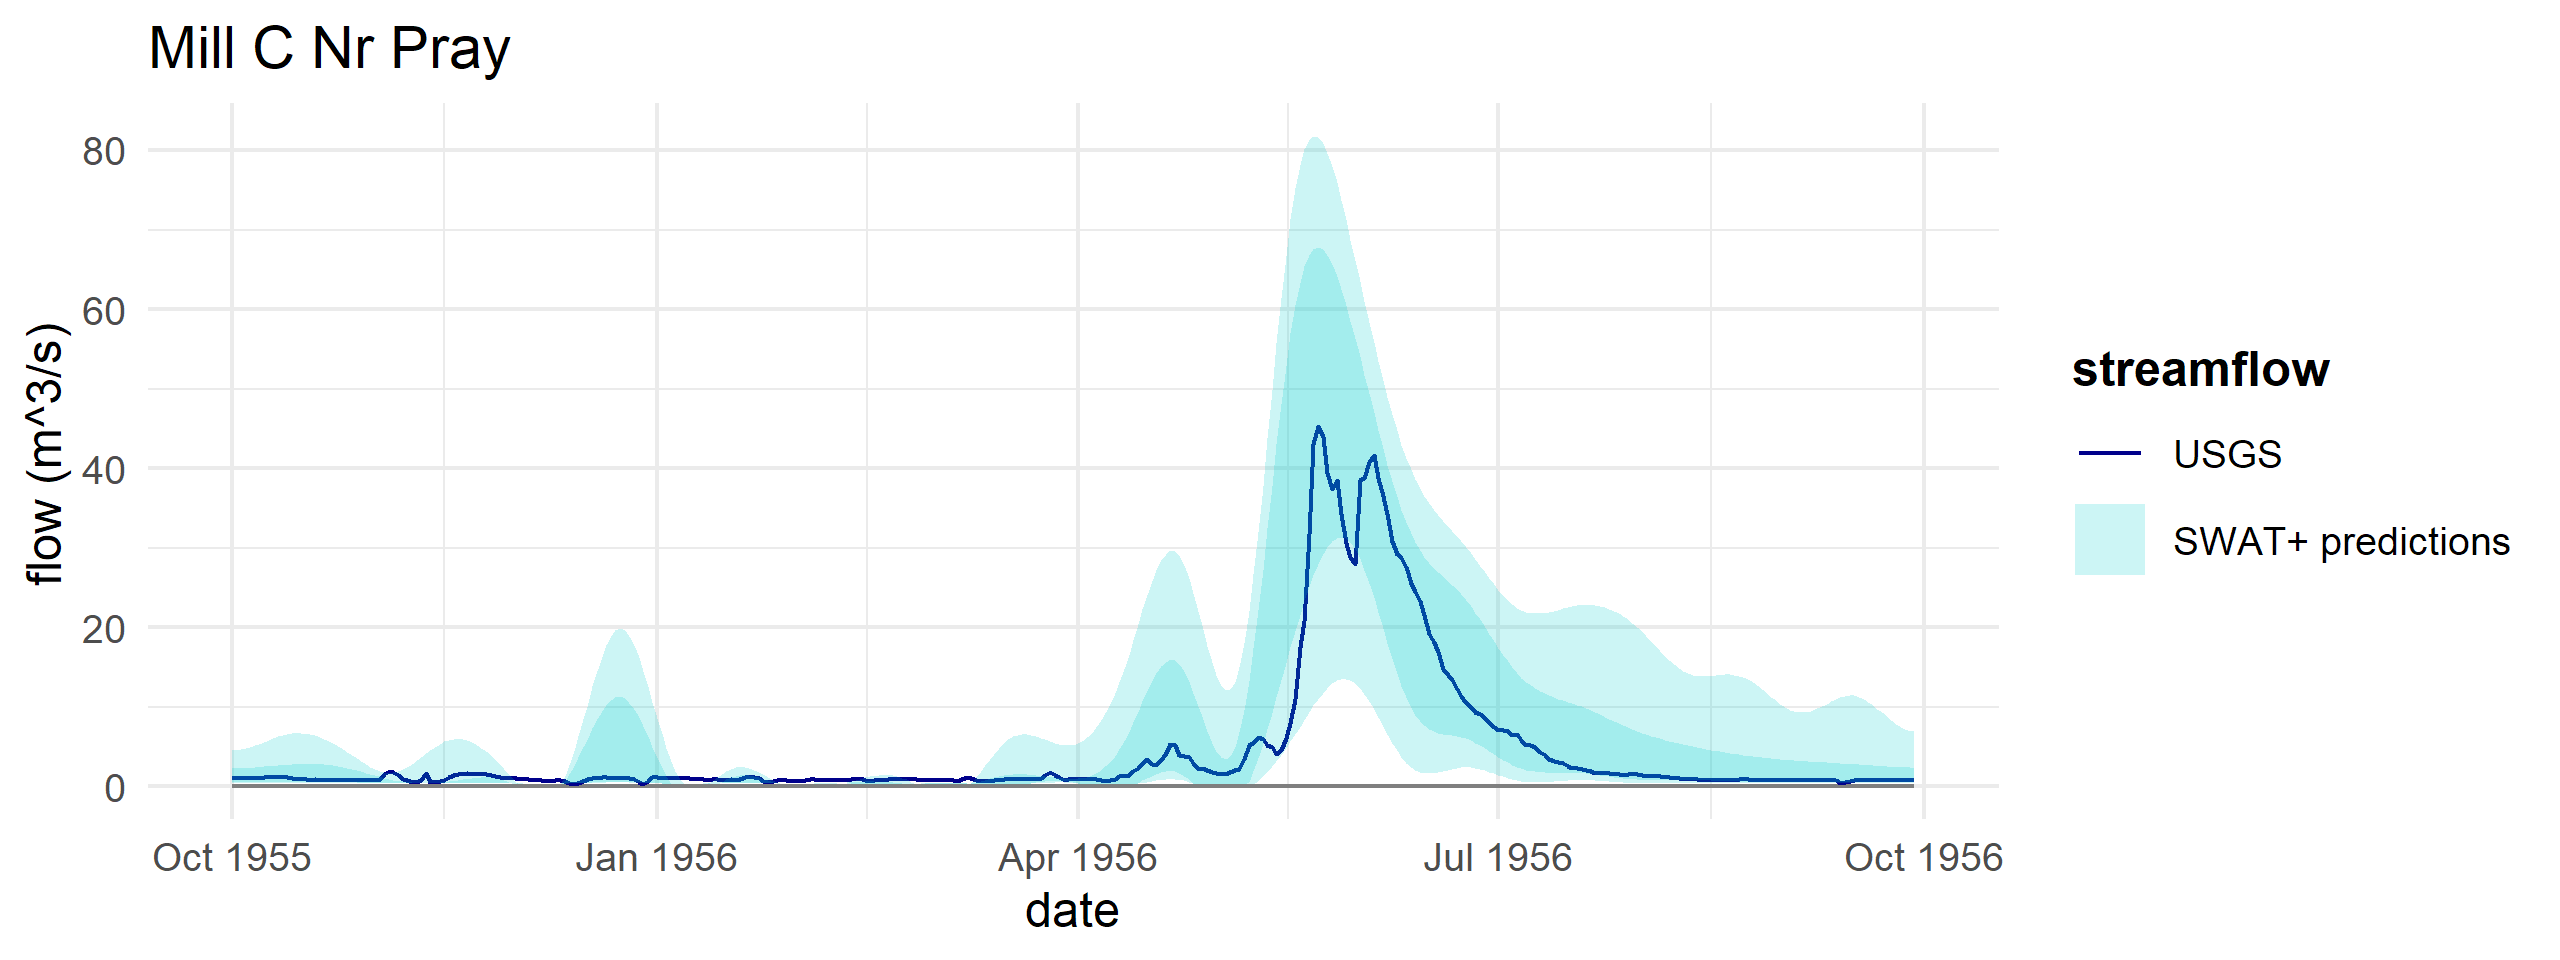 Mill C Nr Pray
flow (m^3/s)
80
60
40
20
0
Oct 1955
Jan 1956
Apr 1956
Jul 1956
Oct 1956
date
streamflow
USGS
SWAT+ predictions